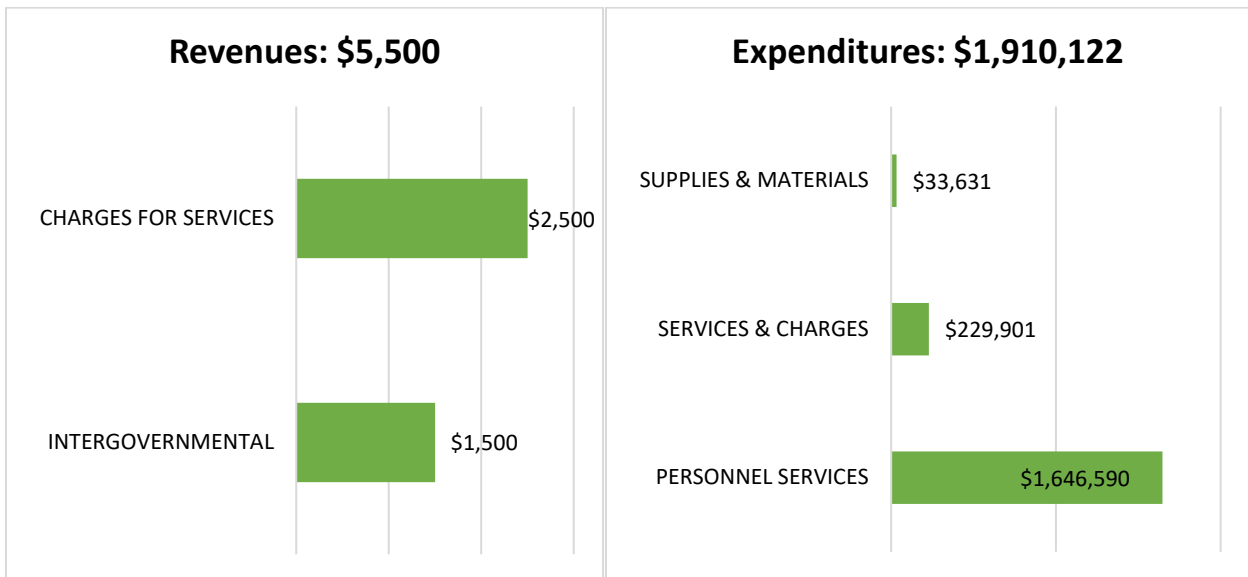 Revenues: $5,500
CHARGES FOR SERVICES
$2,500
INTERGOVERNMENTAL
$1,500
Expenditures: $1,910,122
SUPPLIES & MATERIALS
$33,631
SERVICES & CHARGES
$229,901
PERSONNEL SERVICES
$1,646,590